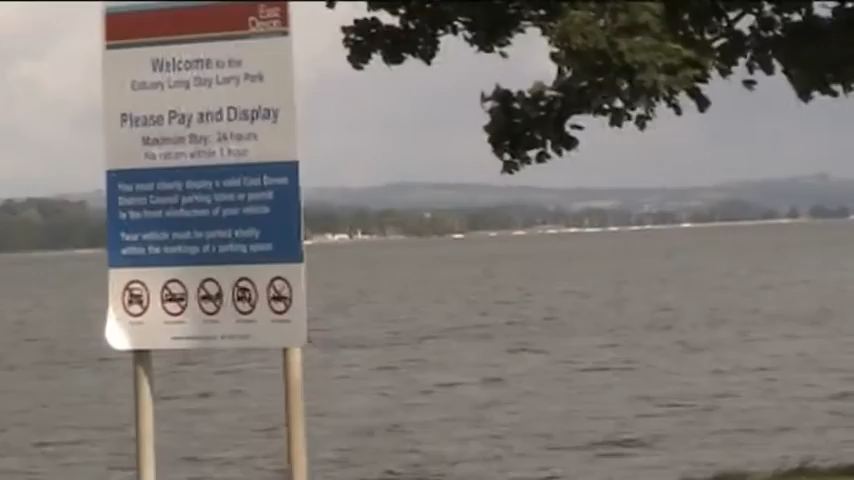 East
Devon
Welcome to the
Estuary Long Stay Lorry Park
Please Pay and Display
Maximum Stay: 24 hours
No return within 1 hour
You must clearly display a valid East Devon
District Council parking ticket or permit
in the front windscreen of your vehicle
Your vehicle must be parked wholly
within the markings of a parking space